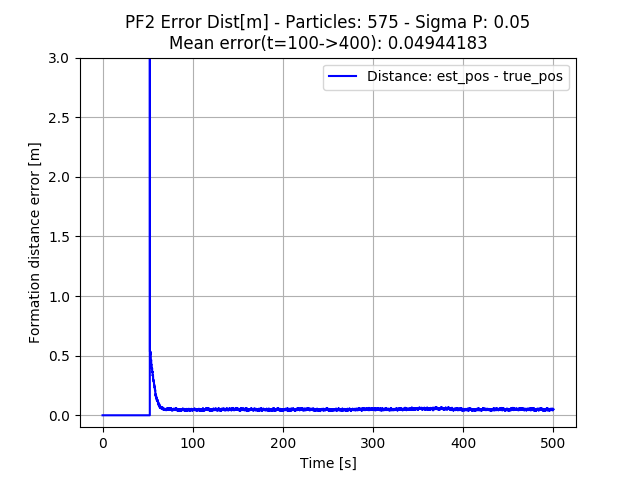 PF2 Error Dist[m] - Particles: 575 - Sigma P: 0.05
Mean error(t=100->400): 0.04944183
Distance: est_pos - true_pos
Formation distance error [m]
3.0
2.5
2.0
1.5
1.0
0.5
0.0
0 100 200 300 400 500
Time [s]